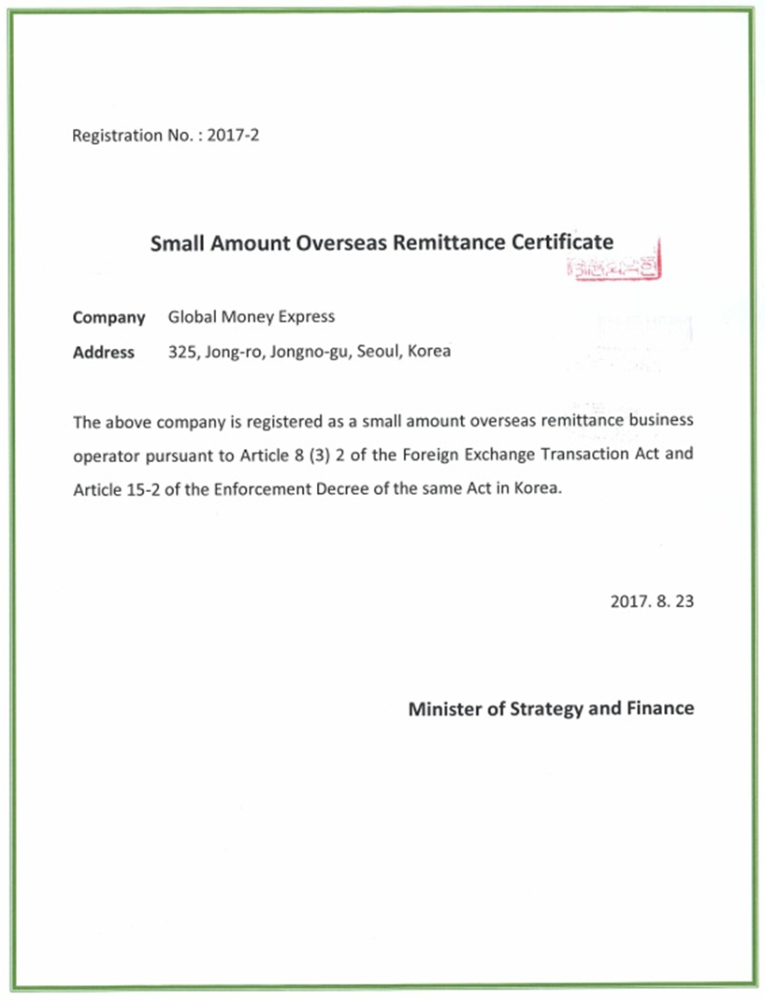 Registration No. : 2017-2
Small Amount Overseas Remittance Certificate
Company Global Money Express
Address 325, Jong-ro, Jongno-gu, Seoul, Korea
The above company is registered as a small amount overseas remittance business
operator pursuant to Article 8 (3) 2 of the Foreign Exchange Transaction Act and
Article 15-2 of the Enforcement Decree of the same Act in Korea.
2017. 8. 23
Minister of Strategy and Finance